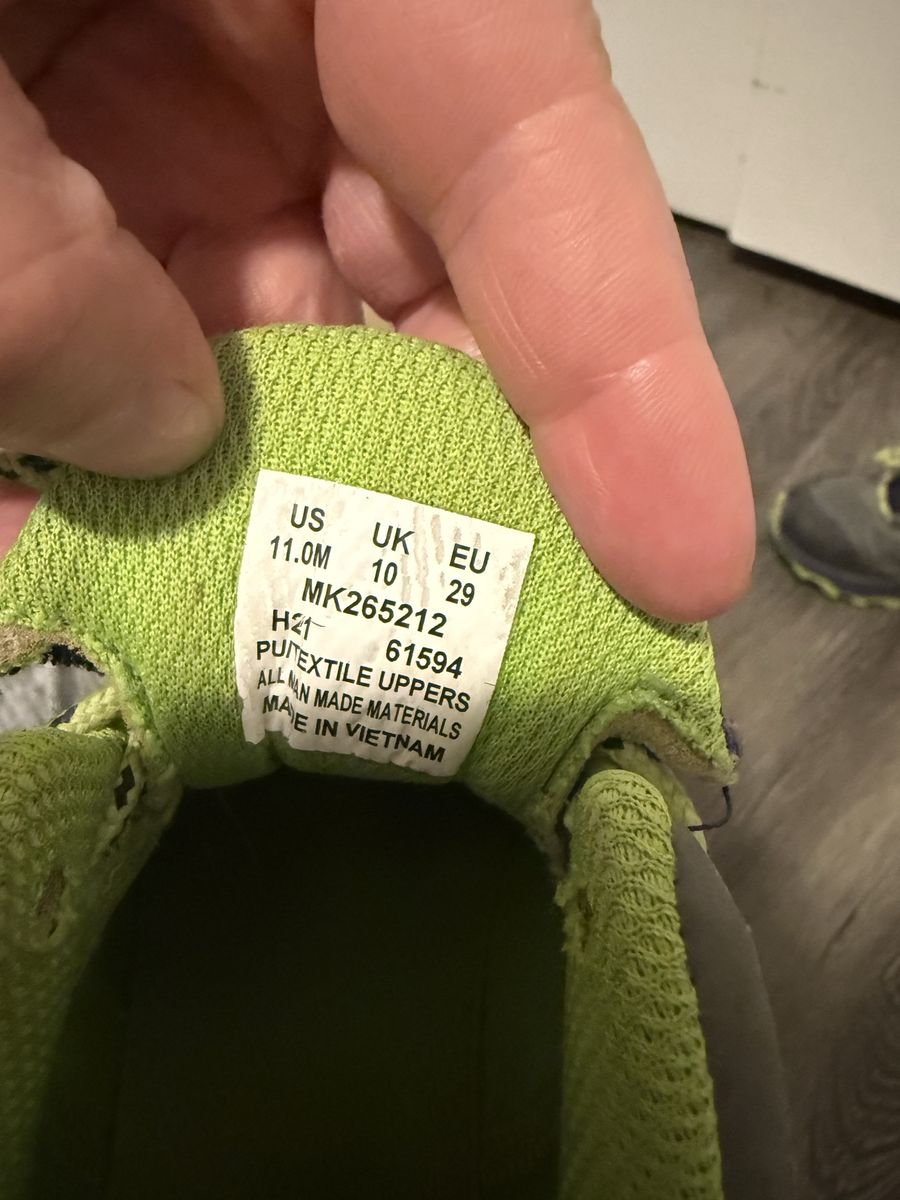 US UK EU
11.0M 10 29
MK265212
H21 61594
PU/TEXTILE UPPERS
ALL MAN MADE MATERIALS
MADE IN VIETNAM